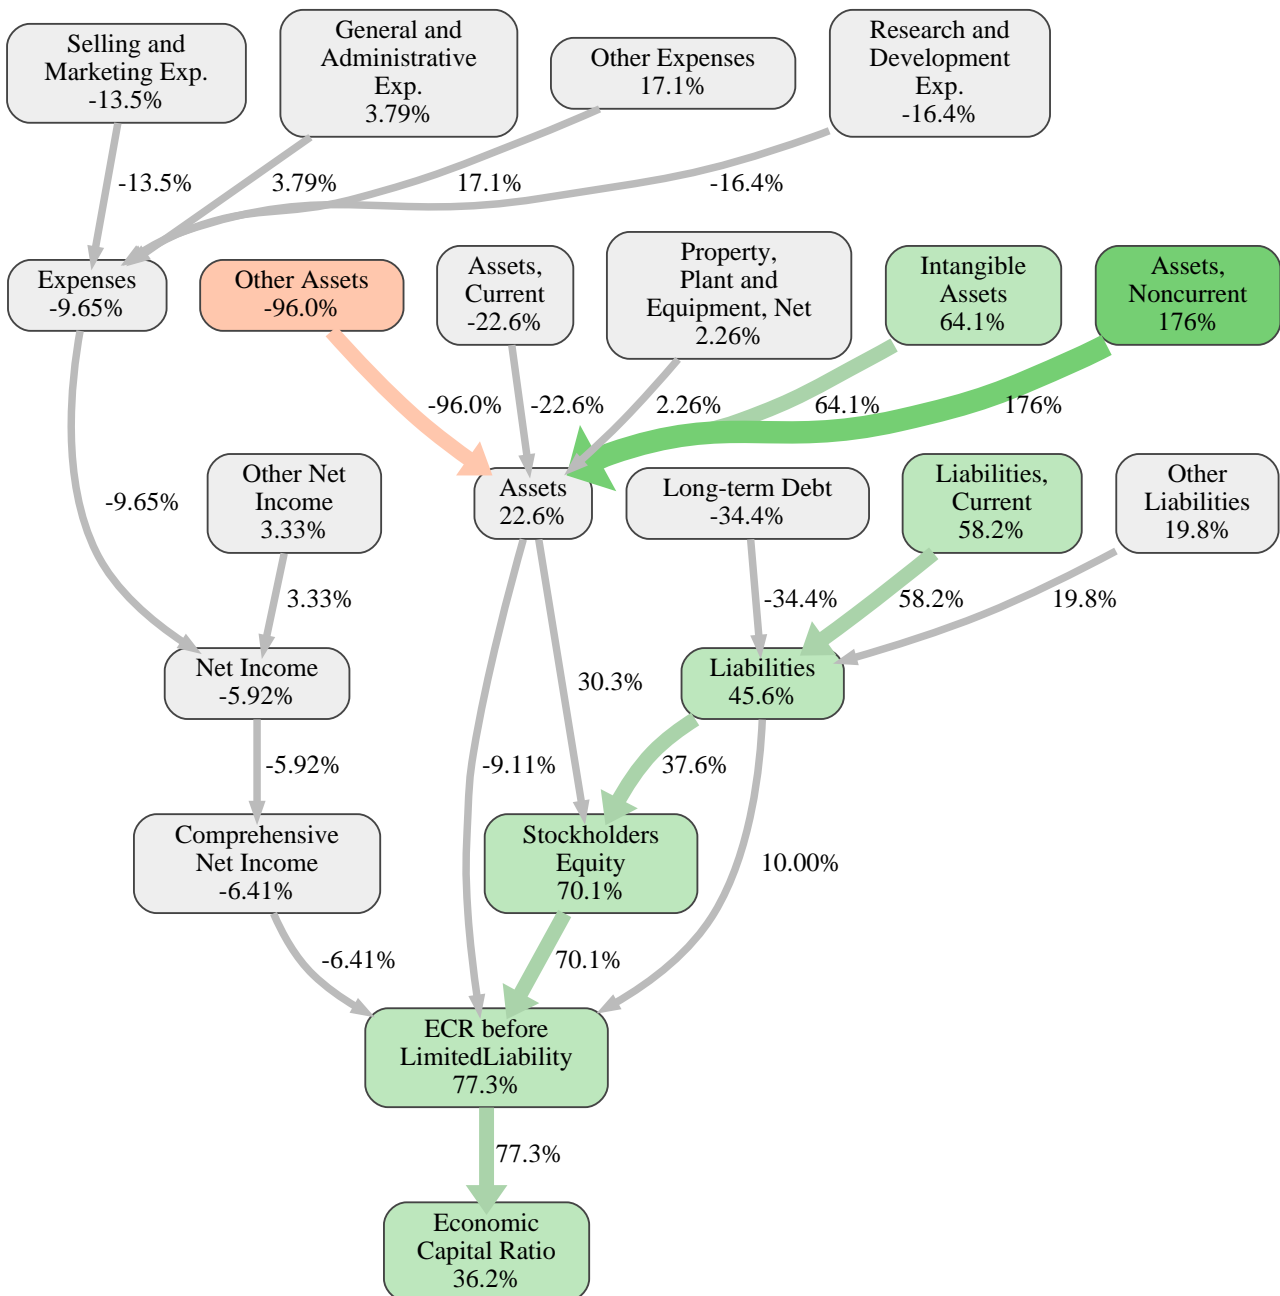 Selling and
Marketing Exp.
-13.5%
General and
Administrative
Exp.
3.79%
Other Expenses
17.1%
Research and
Development
Exp.
-16.4%
-13.5%
3.79%
17.1%
-16.4%
Expenses
-9.65%
Other Assets
-96.0%
Assets,
Current
-22.6%
Property,
Plant and
Equipment, Net
2.26%
Intangible
Assets
64.1%
Assets,
Noncurrent
176%
-96.0%
-22.6%
2.26%
64.1%
176%
-9.65%
Other Net
Income
3.33%
Assets
22.6%
Long-term Debt
-34.4%
Liabilities,
Current
58.2%
Other
Liabilities
19.8%
3.33%
-34.4%
58.2%
19.8%
Net Income
-5.92%
30.3%
Liabilities
45.6%
-5.92%
-9.11%
37.6%
Comprehensive
Net Income
-6.41%
Stockholders
Equity
70.1%
10.00%
-6.41%
70.1%
ECR before
LimitedLiability
77.3%
77.3%
Economic
Capital Ratio
36.2%